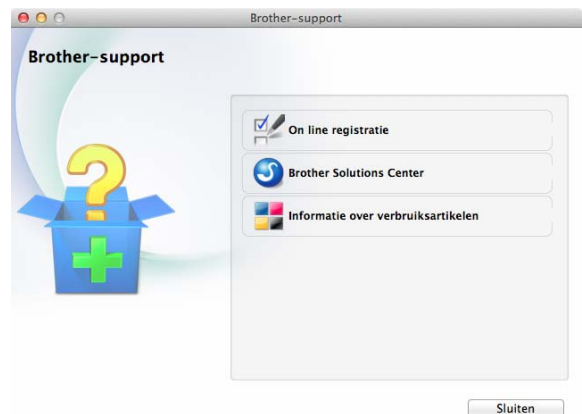 Brother-support
Brother-support
On line registratie
Brother Solutions Center
Informatie over verbruiksartikelen
Sluiten